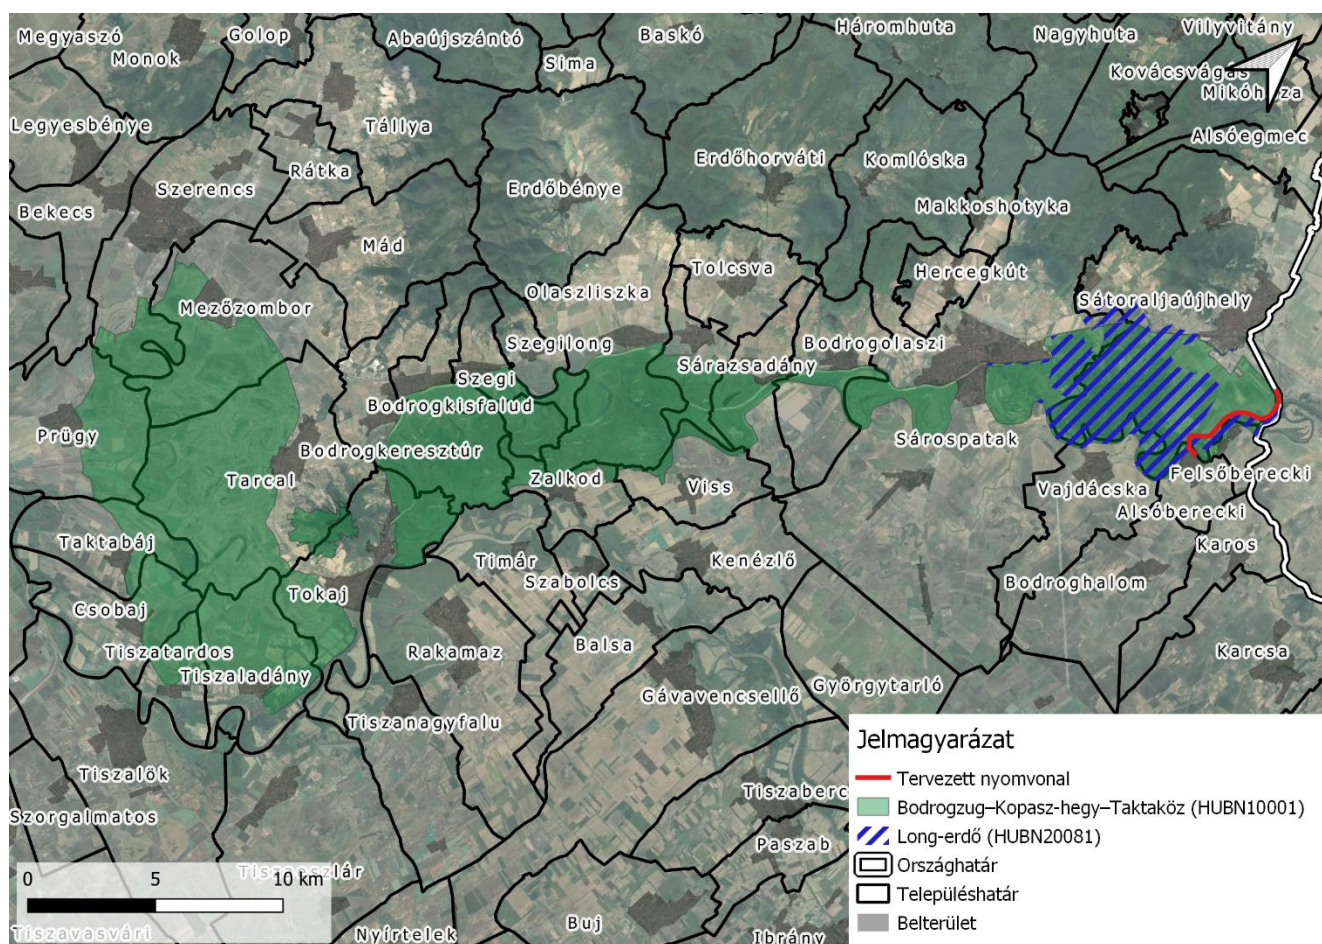 Megyaszó
Monok
Golop
Abaújszántó
Sima
Baskó
Háromhuta
Nagyhuta
Vilyvitány
Kovácsvágás
Mikóháza
Legyesbénye
Tállya
Alsóegmec
Rátka
Szerencs
Erdőbénye
Erdőhorváti
Komlóska
Bekecs
Makkoshotyka
Mád
Tolcsva
Hercegkút
Olaszliszka
Mezőzombor
Sátoraljaújhely
Szegilong
Bodrogolaszi
Sárazsadány
Szegi
Bodrogkisfalud
Prügy
Bodrogkeresztúr
Sárospatak
Tarcal
Zalkod
Viss
Vajdácska
Felsőberecki
Alsóberecki
Taktabáj
Timár
Kenézlő
Karos
Szabolcs
Bodroghalom
Csobaj
Tokaj
Tiszatardos
Rakamaz
Balsa
Karcsa
Tiszaladány
Gávavencsellő
Györgytarló
Tiszanagyfalu
Tiszalök
Tiszaberc
Szorgalmatos
Paszab
Tiszaeszlár
Buj
Tiszavasvári
Nyírtelek
Ibrány
0 5 10 km
Jelmagyarázat
Tervezett nyomvonal
Bodrogzug–Kopasz-hegy–Taktaköz (HUBN10001)
Long-erdő (HUBN20081)
Országhatár
Településhatár
Belterület